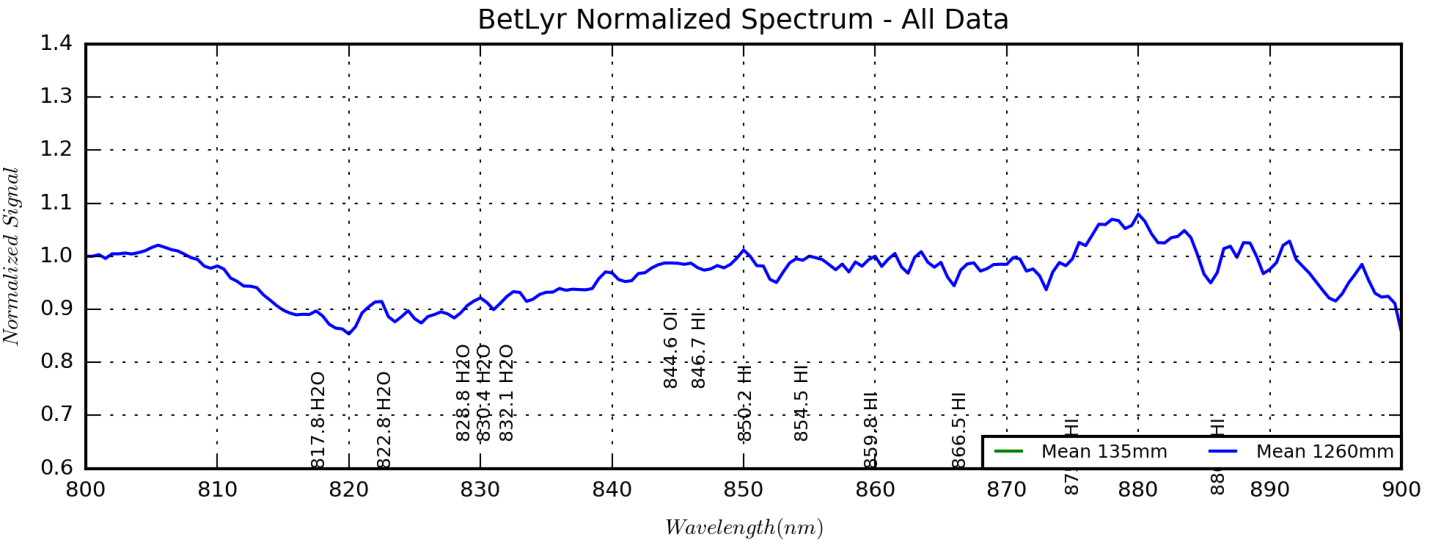 BetLyr Normalized Spectrum - All Data
1.4
1.3
1.2
1.1
1.0
0.9
0.8
0.7
0.6
Normalized Signal
817.8 H2O
822.8 H2O
828.8 H2O
830.4 H2O
832.1 H2O
844.6 OI
846.7 HI
850.2 HI
854.5 HI
859.8 HI
866.5 HI
HI
HI
Mean 135mm Mean 1260mm
800 810 820 830 840 850 860 870 880 890 900
Wavelength(nm)